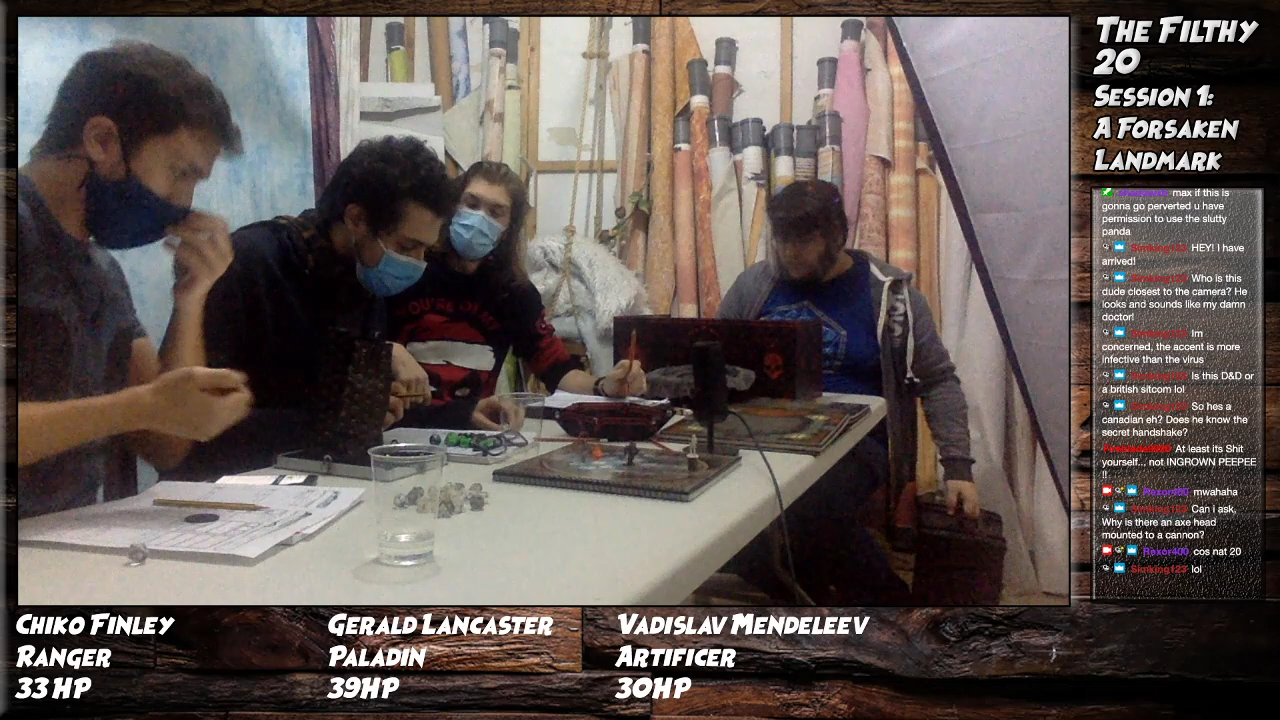 THE FILTHY
20
SESSION 1:
A FORSAKEN
LANDMARK
max if this is
gonna go perverted u have
permission to use the slutty
panda
HEY! I have
arrived!
Who is this
dude closest to the camera? He
looks and sounds like my damn
doctor!
Im
concerned, the accent is more
infective than the virus
Is this D&D or
a british sitcom lol
So hes a
canadian eh? Does he know the
secret handshake?
At least its Shit
yourself... not INGROWN PEEPEE
!!
Rexor400 mwahaha
Can i ask,
Why is there an axe head
mounted to a cannon?
Rexor400 cos nat 20
lol
CHIKO FINLEY
RANGER
33 HP
GERALD LANCASTER
PALADIN
39HP
VADISLAV MENDELEEV
ARTIFICER
30HP